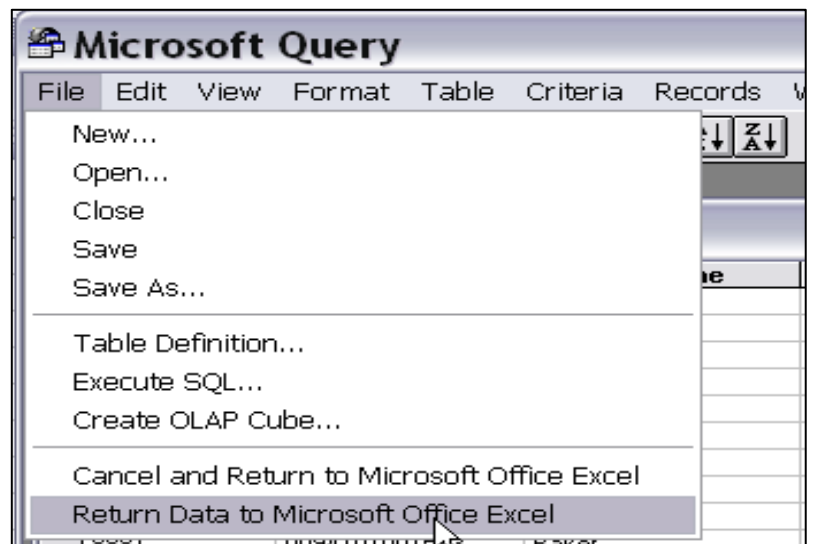 Microsoft Query
File Edit View Format Table Criteria Records
New...
Open...
Close
Save
Save As...
Table Definition...
Execute SQL...
Create OLAP Cube...
Cancel and Return to Microsoft Office Excel
Return Data to Microsoft Office Excel